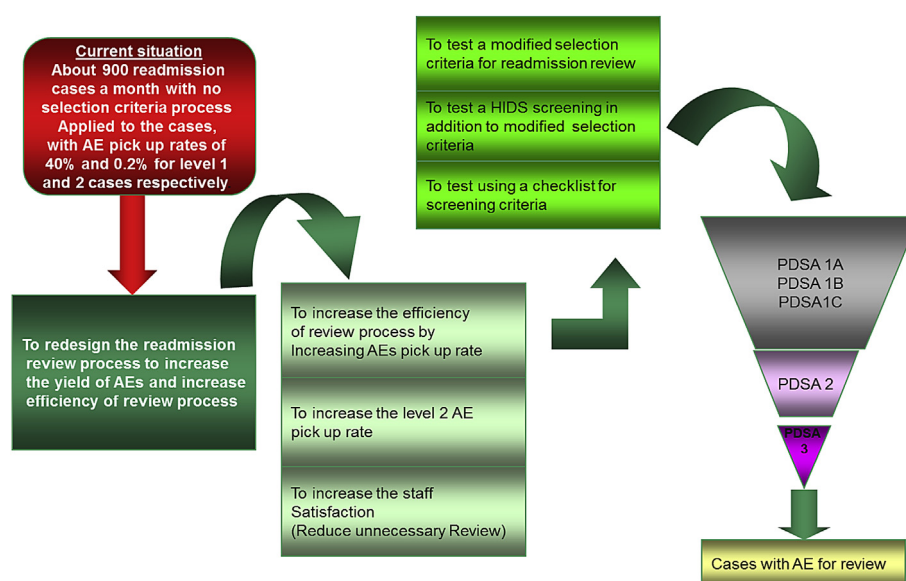 Current situation
About 900 readmission
cases a month with no
selection criteria process
Applied to the cases,
with AE pick up rates of
40% and 0.2% for level 1
and 2 cases respectively
To redesign the readmission
review process to increase
the yield of AEs and increase
efficiency of review process
To increase the efficiency
of review process by
Increasing AEs pick up rate
To increase the level 2 AE
pick up rate
To increase the staff
Satisfaction
(Reduce unnecessary Review)
To test a modified selection
criteria for readmission review
To test a HIDS screening in
addition to modified selection
criteria
To test using a checklist for
screening criteria
PDSA 1A
PDSA 1B
PDSA1C
PDSA 2
PDSA
3
Cases with AE for review